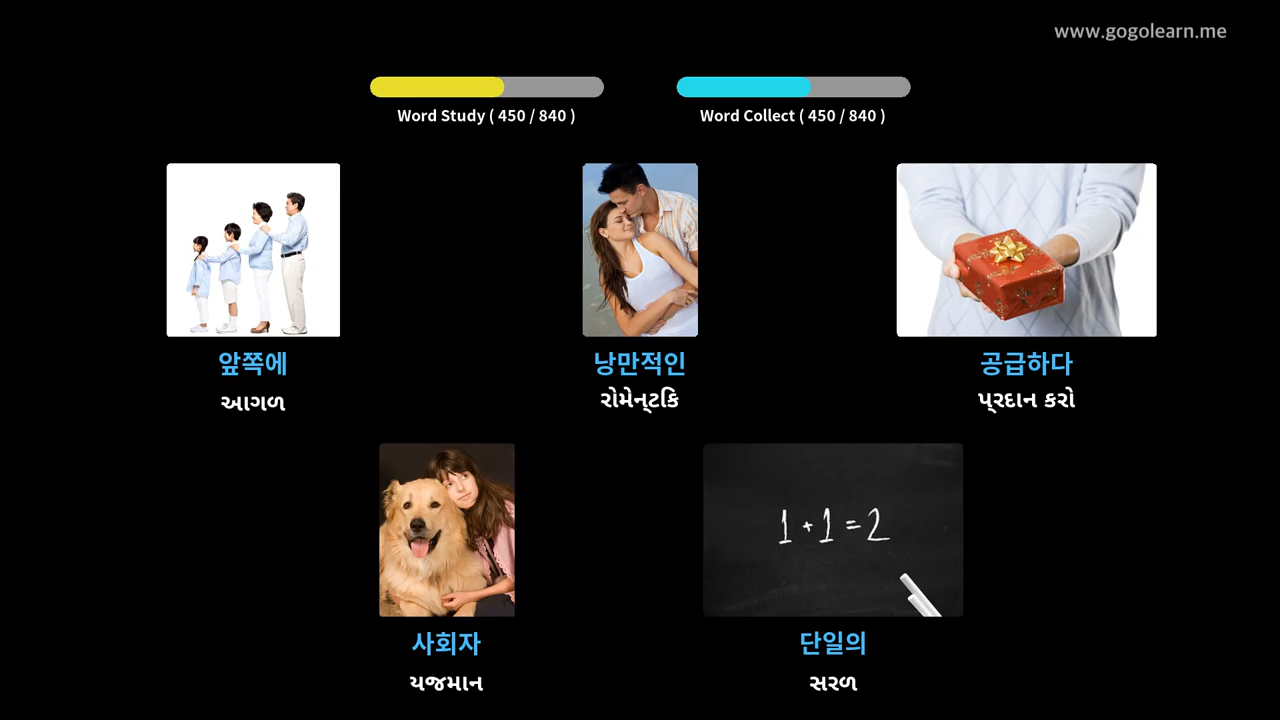 www.gogolearn.me
Word Study ( 450 / 840 )
Word Collect ( 450 / 840 )
앞쪽에
આગળ
낭만적인
રોમેન્ટિક
공급하다
પ્રદાન કરો
1 + 1 = 2
사회자
યજમાન
단일의
સરળ